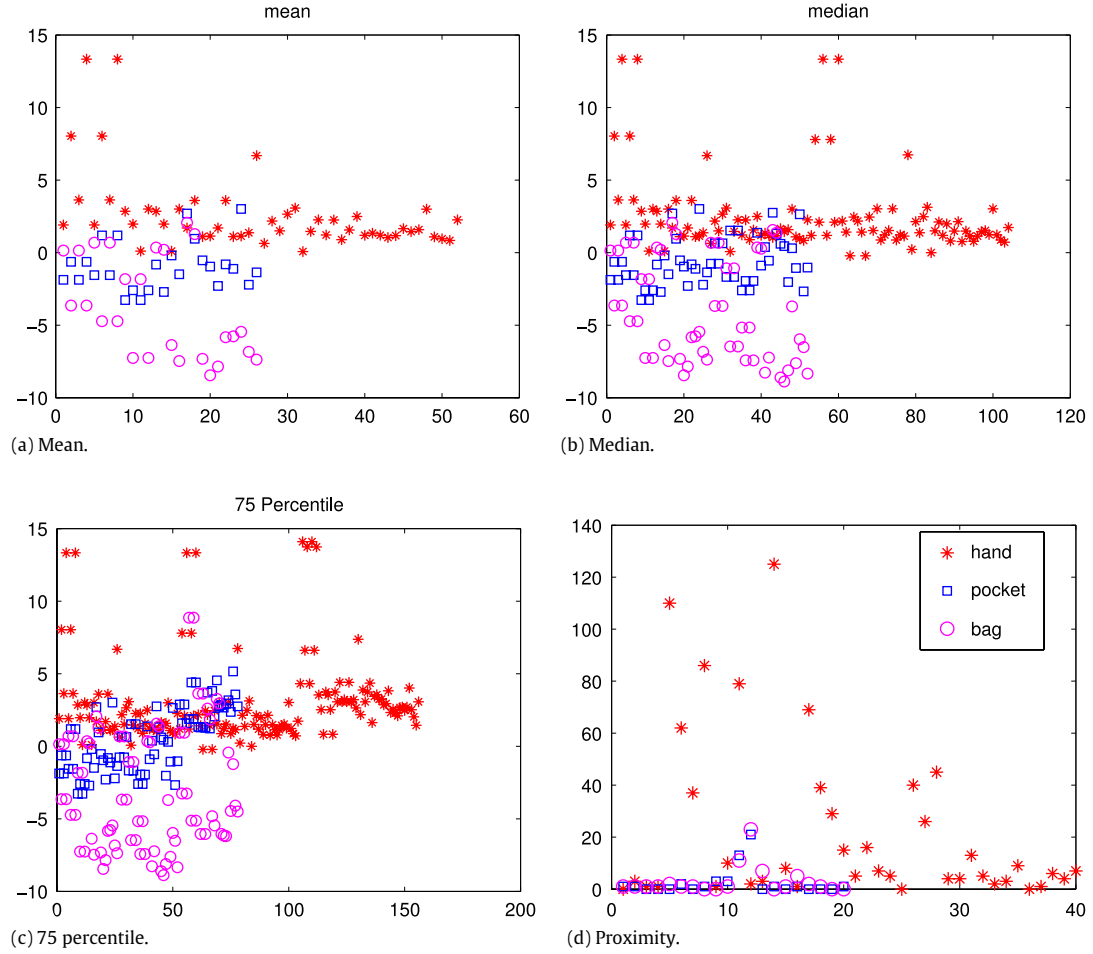 mean
15
10
5
0
−5
−10
0 10 20 30 40 50 60
(a) Mean.
median
15
10
5
0
−5
−10
0 20 40 60 80 100 120
(b) Median.
75 Percentile
15
10
5
0
−5
−10
0 50 100 150 200
(c) 75 percentile.
140
120
100
80
60
40
20
0
0 10 20 30 40
hand
pocket
bag
(d) Proximity.